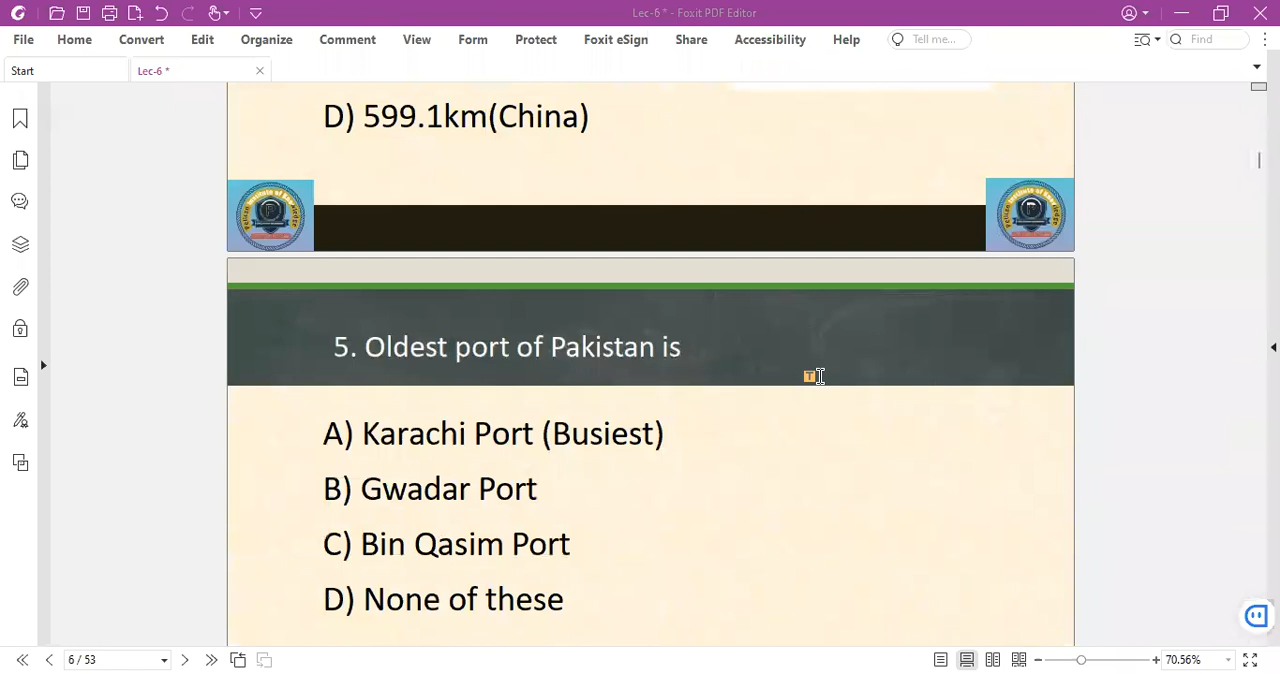 Lec-6 * - Foxit PDF Editor
File Home Convert Edit Organize Comment View Form Protect Foxit eSign Share Accessibility Help Tell me... Find
Start Lec-6 *
D) 599.1km(China)
5. Oldest port of Pakistan is
T
A) Karachi Port (Busiest)
B) Gwadar Port
C) Bin Qasim Port
D) None of these
6 / 53 70.56%